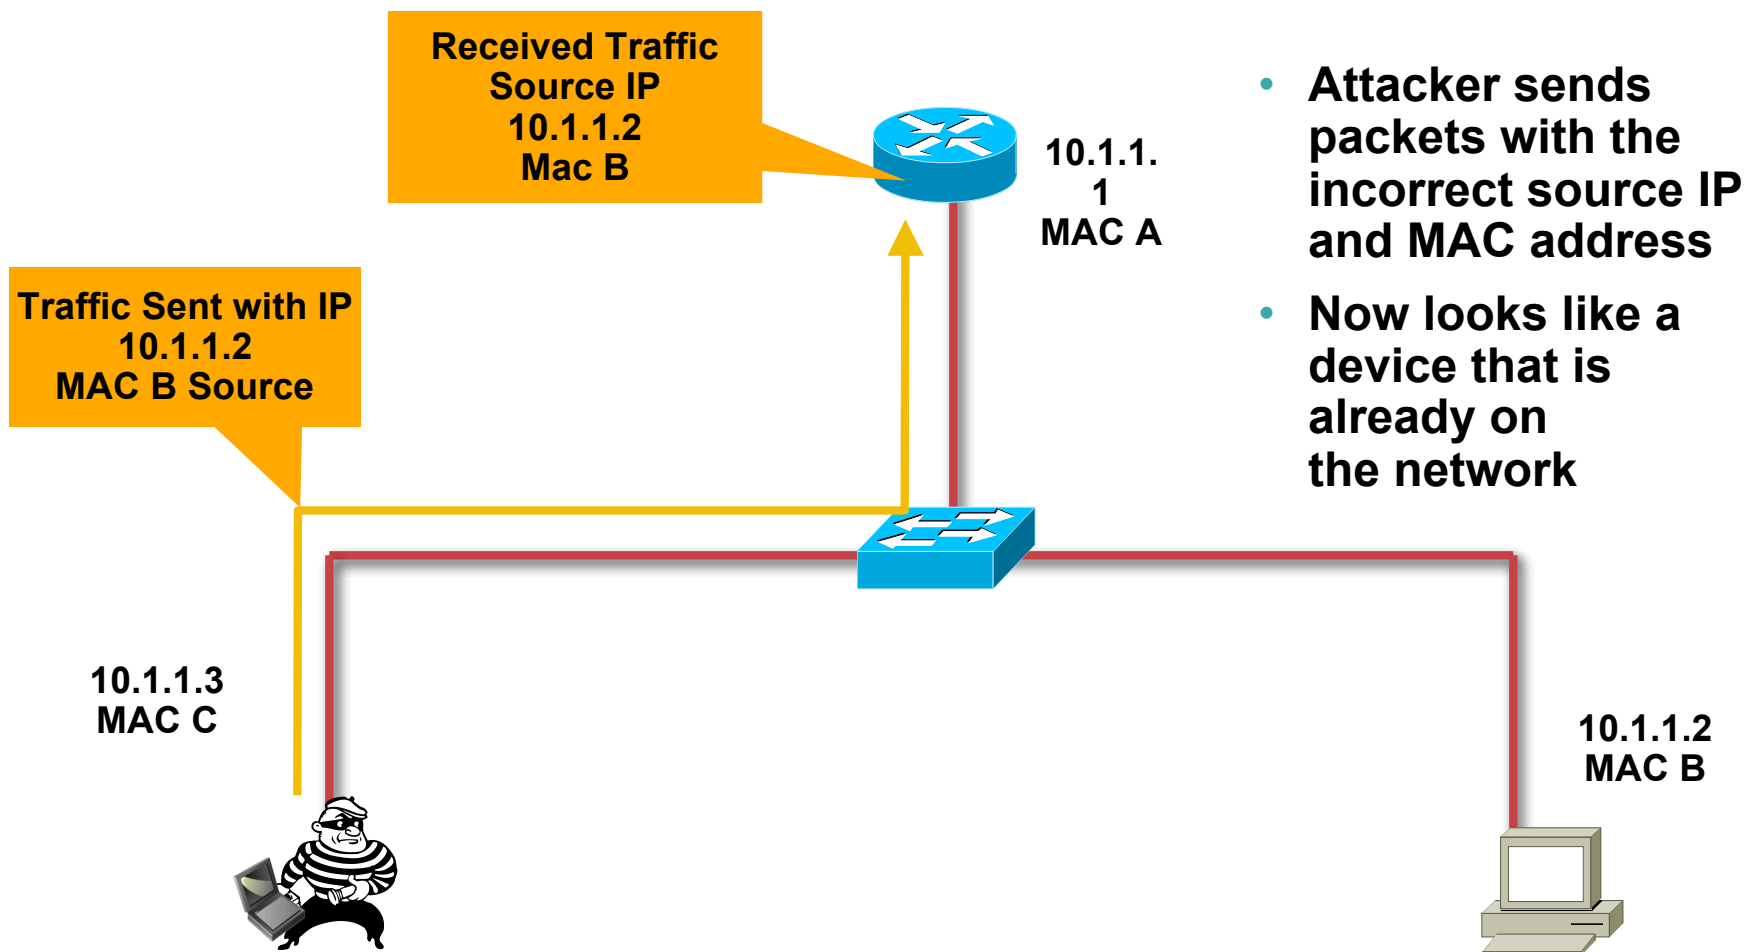 Received Traffic
Source IP
10.1.1.2
Mac B
10.1.1.
1
MAC A
Traffic Sent with IP
10.1.1.2
MAC B Source
10.1.1.3
MAC C
10.1.1.2
MAC B
• Attacker sends
packets with the
incorrect source IP
and MAC address
• Now looks like a
device that is
already on
the network